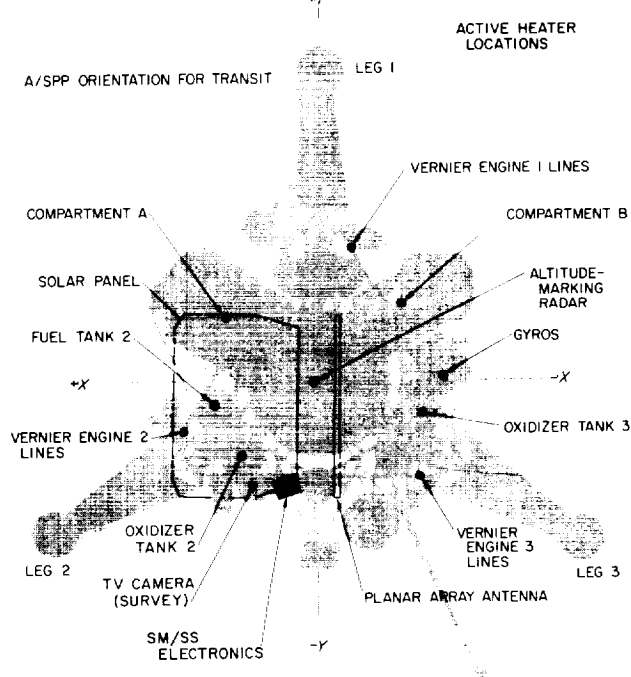 ACTIVE HEATER
LOCATIONS
A/SPP ORIENTATION FOR TRANSIT
LEG 1
VERNIER ENGINE 1 LINES
COMPARTMENT A
COMPARTMENT B
SOLAR PANEL
ALTITUDE-
MARKING
RADAR
FUEL TANK 2
GYROS
+X
-X
OXIDIZER TANK 3
VERNIER ENGINE 2
LINES
OXIDIZER
TANK 2
VERNIER
ENGINE 3
LINES
LEG 2
LEG 3
TV CAMERA
(SURVEY)
PLANAR ARRAY ANTENNA
SM/SS
ELECTRONICS
-Y